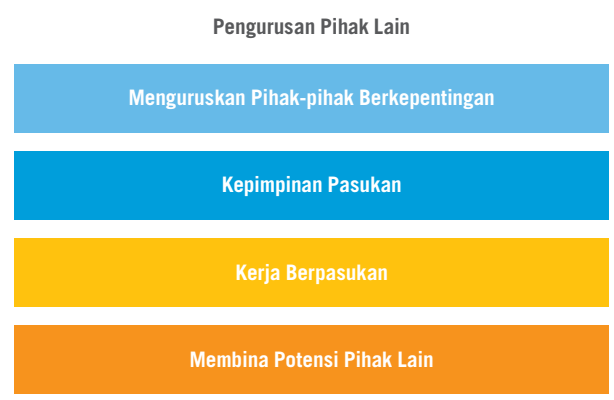 Pengurusan Pihak Lain
Menguruskan Pihak-pihak Berkepentingan
Kepimpinan Pasukan
Kerja Berpasukan
Membina Potensi Pihak Lain